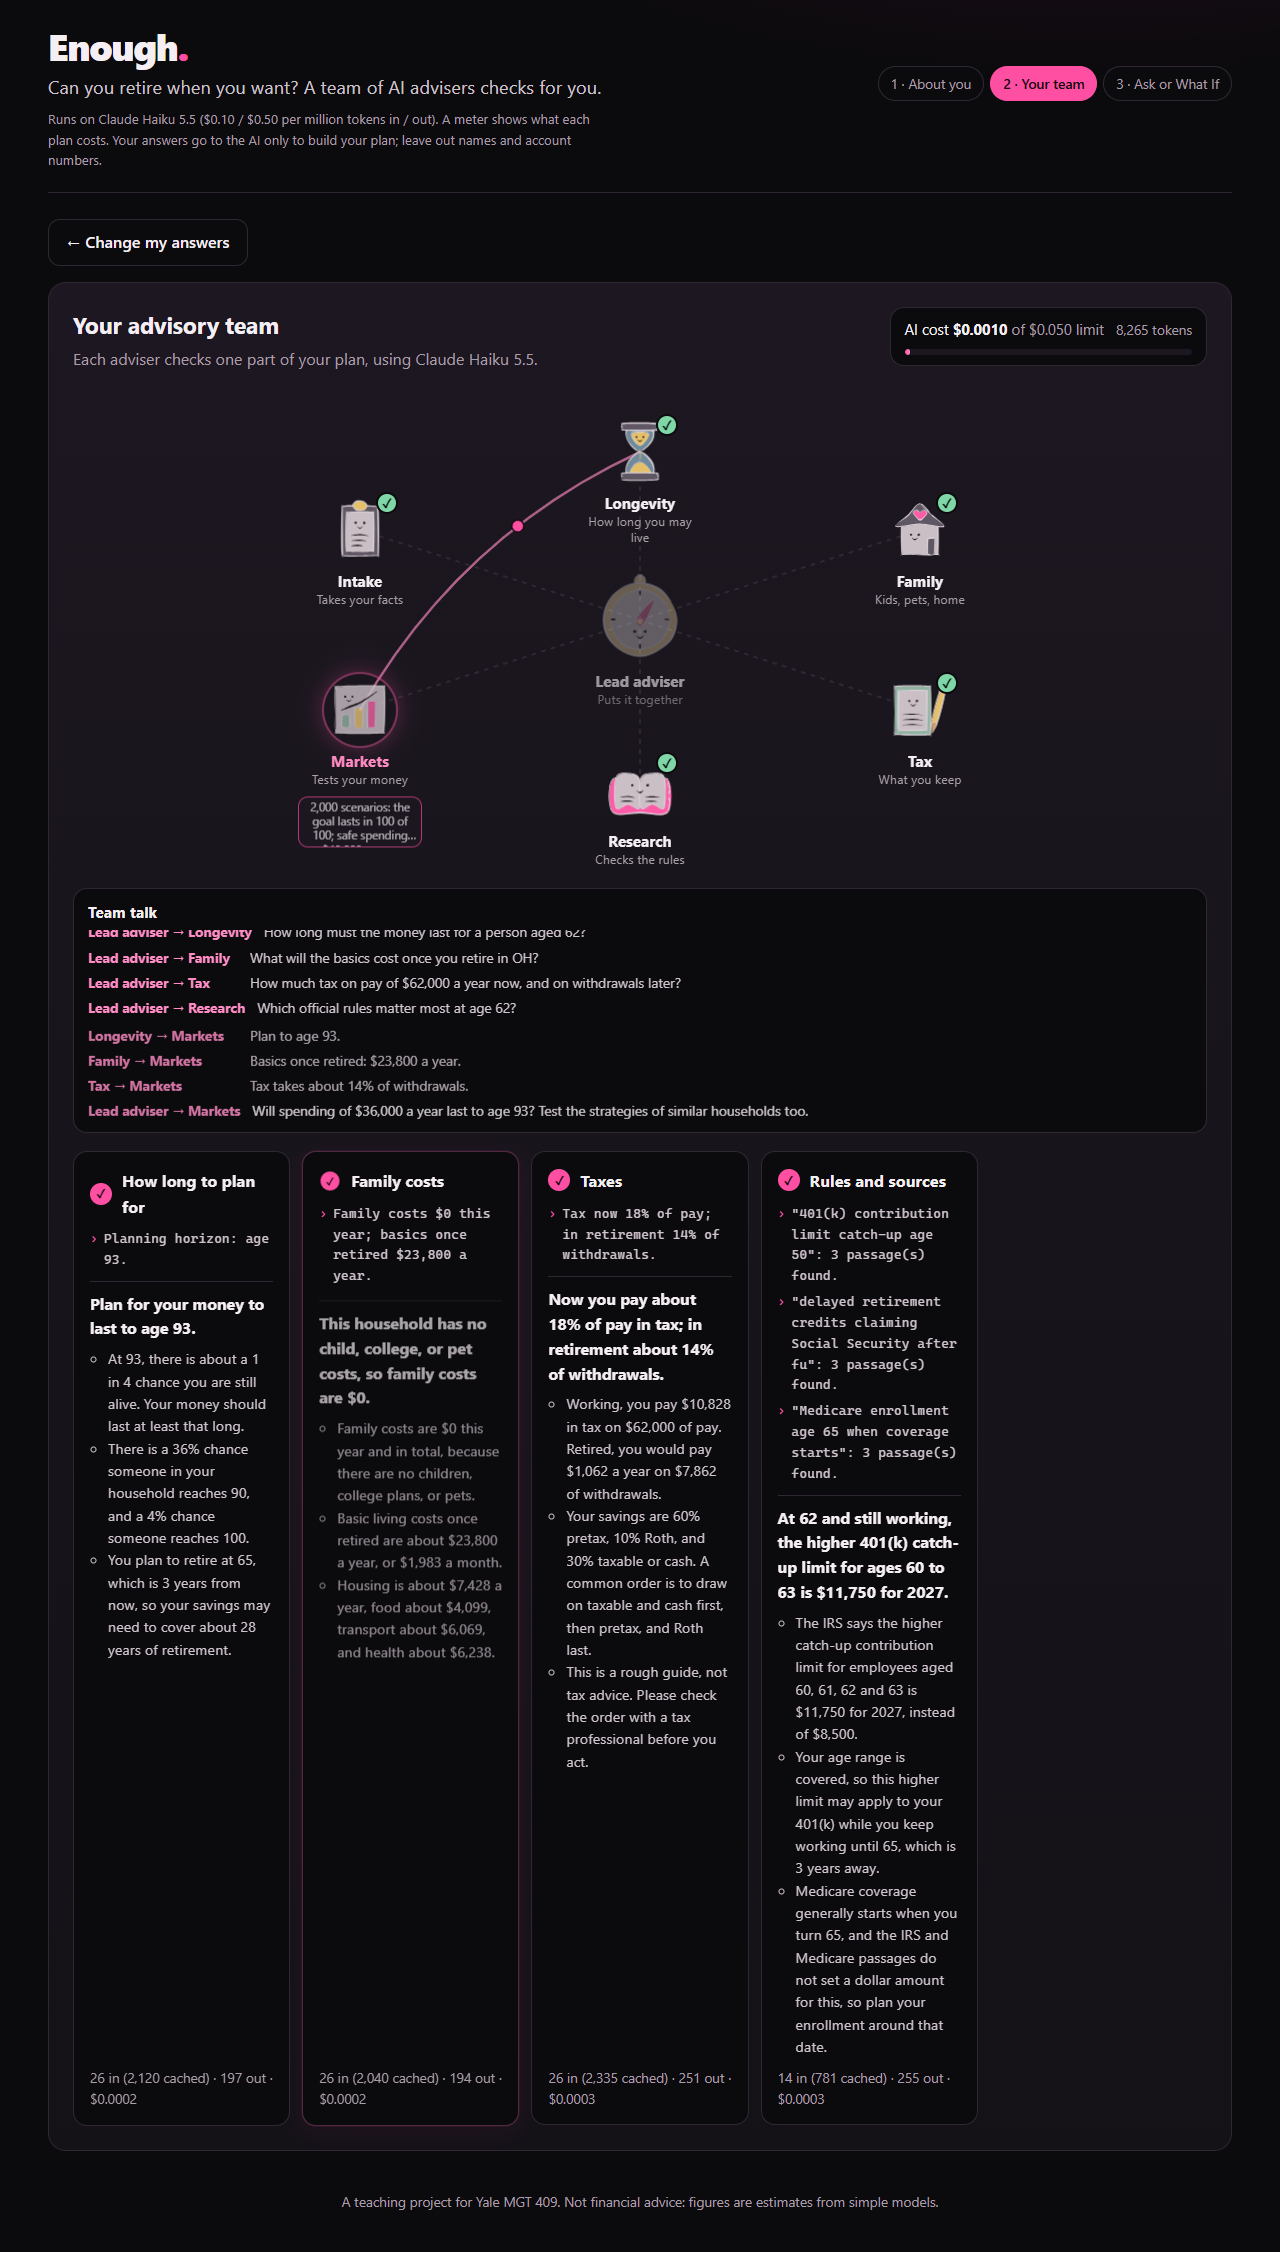 Enough.
Can you retire when you want? A team of AI advisers checks for you.
Runs on Claude Haiku 5.5 ($0.10 / $0.50 per million tokens in / out). A meter shows what each
plan costs. Your answers go to the AI only to build your plan; leave out names and account
numbers.
1 · About you
2 · Your team
3 · Ask or What If
← Change my answers
Your advisory team
Each adviser checks one part of your plan, using Claude Haiku 5.5.
AI cost $0.0010 of $0.050 limit 8,265 tokens
Longevity
How long you may
live
Intake
Takes your facts
Family
Kids, pets, home
Lead adviser
Puts it together
Markets
Tests your money
2,000 scenarios: the
goal lasts in 100 of
100; safe spending...
Tax
What you keep
Research
Checks the rules
Team talk
Lead adviser → Longevity How long must the money last for a person aged 62?
Lead adviser → Family What will the basics cost once you retire in OH?
Lead adviser → Tax How much tax on pay of $62,000 a year now, and on withdrawals later?
Lead adviser → Research Which official rules matter most at age 62?
Longevity → Markets Plan to age 93.
Family → Markets Basics once retired: $23,800 a year.
Tax → Markets Tax takes about 14% of withdrawals.
Lead adviser → Markets Will spending of $36,000 a year last to age 93? Test the strategies of similar households too.
How long to plan
for
› Planning horizon: age
93.
Plan for your money to
last to age 93.
At 93, there is about a 1
in 4 chance you are still
alive. Your money should
last at least that long.
There is a 36% chance
someone in your
household reaches 90,
and a 4% chance
someone reaches 100.
You plan to retire at 65,
which is 3 years from
now, so your savings may
need to cover about 28
years of retirement.
26 in (2,120 cached) · 197 out ·
$0.0002
Family costs
› Family costs $0 this
year; basics once
retired $23,800 a
year.
This household has no
child, college, or pet
costs, so family costs
are $0.
Family costs are $0 this
year and in total, because
there are no children,
college plans, or pets.
Basic living costs once
retired are about $23,800
a year, or $1,983 a month.
Housing is about $7,428 a
year, food about $4,099,
transport about $6,069,
and health about $6,238.
26 in (2,040 cached) · 194 out ·
$0.0002
Taxes
› Tax now 18% of pay;
in retirement 14% of
withdrawals.
Now you pay about
18% of pay in tax; in
retirement about 14%
of withdrawals.
Working, you pay $10,828
in tax on $62,000 of pay.
Retired, you would pay
$1,062 a year on $7,862
of withdrawals.
Your savings are 60%
pretax, 10% Roth, and
30% taxable or cash. A
common order is to draw
on taxable and cash first,
then pretax, and Roth
last.
This is a rough guide, not
tax advice. Please check
the order with a tax
professional before you
act.
26 in (2,335 cached) · 251 out ·
$0.0003
Rules and sources
› "401(k) contribution
limit catch-up age
50": 3 passage(s)
found.
› "delayed retirement
credits claiming
Social Security after
fu": 3 passage(s)
found.
› "Medicare enrollment
age 65 when coverage
starts": 3 passage(s)
found.
At 62 and still working,
the higher 401(k) catch-
up limit for ages 60 to
63 is $11,750 for 2027.
The IRS says the higher
catch-up contribution
limit for employees aged
60, 61, 62 and 63 is
$11,750 for 2027, instead
of $8,500.
Your age range is
covered, so this higher
limit may apply to your
401(k) while you keep
working until 65, which is
3 years away.
Medicare coverage
generally starts when you
turn 65, and the IRS and
Medicare passages do
not set a dollar amount
for this, so plan your
enrollment around that
date.
14 in (781 cached) · 255 out ·
$0.0003
A teaching project for Yale MGT 409. Not financial advice: figures are estimates from simple models.